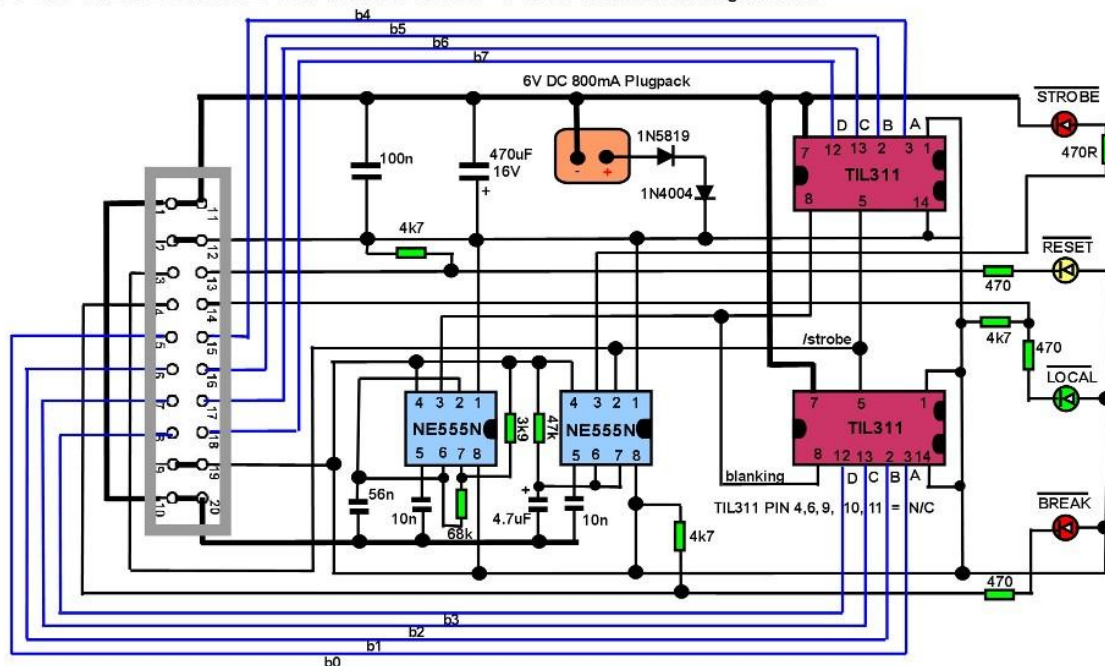 b4
b5
b6
b7
6V DC 800mA Plugpack
STROBE
D C B A
7 12 13 2 3 1
TIL311
8 5 14
470R
100n
470uF
16V
+
- +
1N5819
1N4004
1 11
2 12
3 13
4 14
5 15
6 16
7 17
8 18
9 19
10 20
4k7
RESET
470
4k7
470
/strobe
LOCAL
4 3 2 1
NE555N
5 6 7 8
3k9
47k
4 3 2 1
NE555N
5 6 7 8
7 5 1
TIL311
8 12 13 2 3 14
blanking
D C B A
TIL311 PIN 4,6, 9, 10, 11 = N/C
56n
10n
68k
+
4.7uF
10n
4k7
BREAK
470
b3
b2
b1
b0